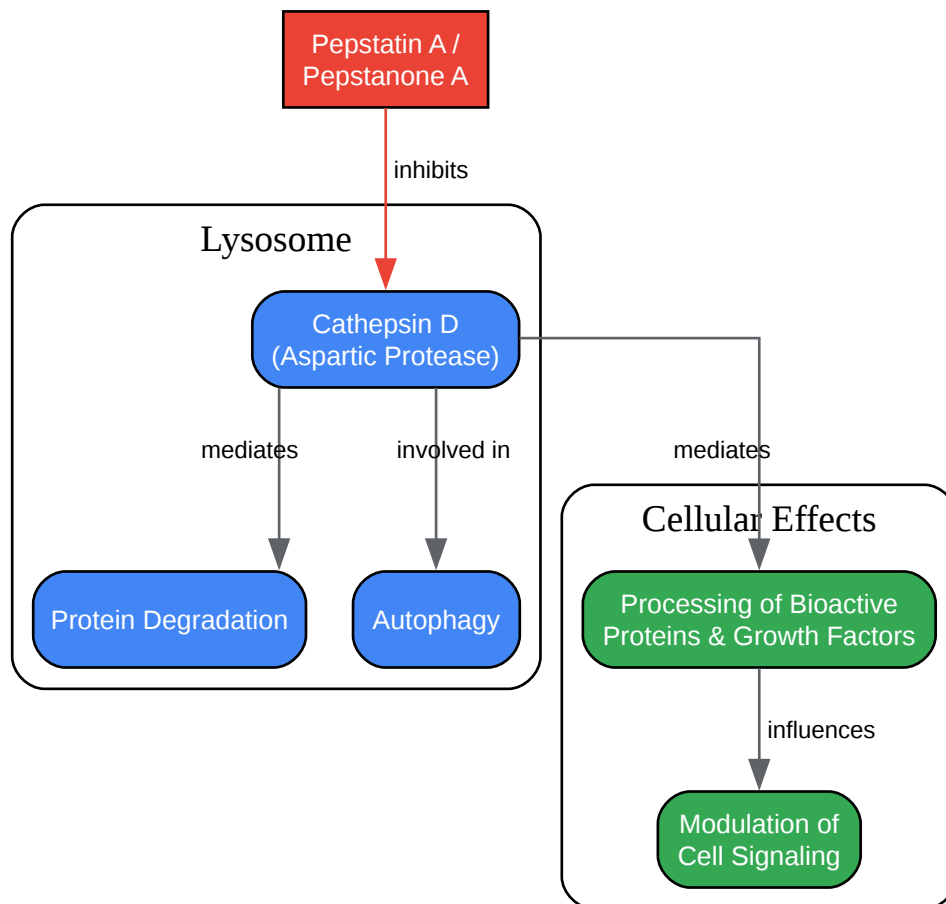 Pepstatin A /
Pepstanone A
inhibits
Lysosome
Cathepsin D
(Aspartic Protease)
mediates
involved in
mediates
Cellular Effects
Protein Degradation
Autophagy
Processing of Bioactive
Proteins & Growth Factors
influences
Modulation of
Cell Signaling